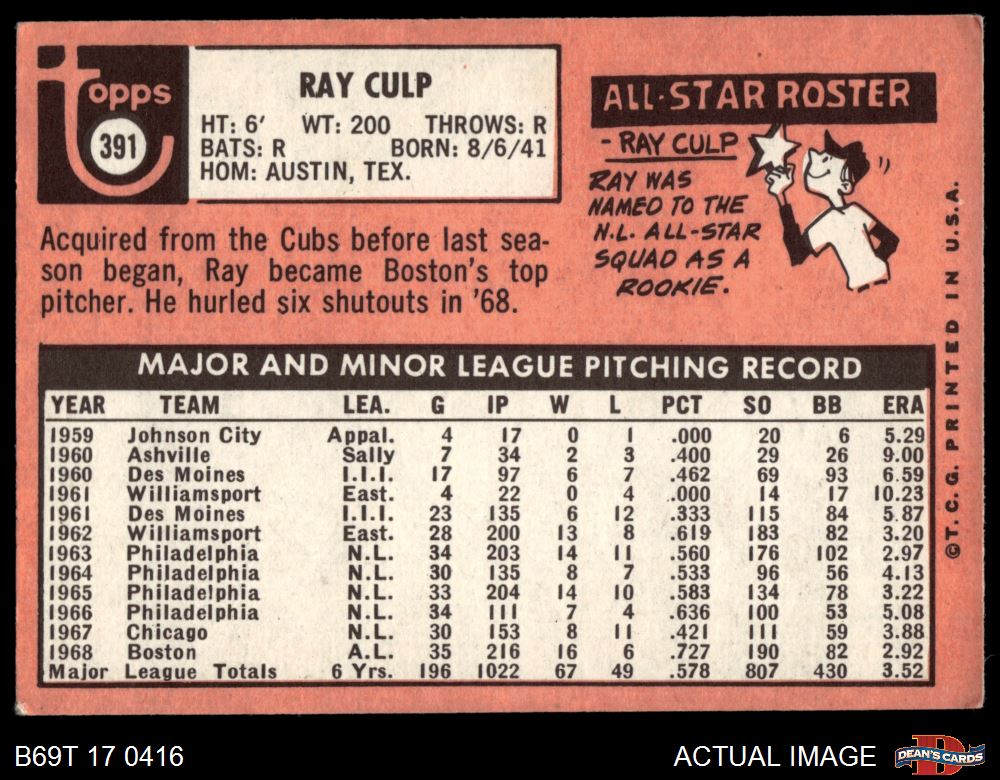 topps
391
RAY CULP
HT: 6' WT: 200 THROWS: R
BATS: R BORN: 8/6/41
HOM: AUSTIN, TEX.
ALL-STAR ROSTER
- RAY CULP
RAY WAS
NAMED TO THE
N.L. ALL-STAR
SQUAD AS A
ROOKIE.
Acquired from the Cubs before last sea-
son began, Ray became Boston's top
pitcher. He hurled six shutouts in '68.
MAJOR AND MINOR LEAGUE PITCHING RECORD
YEAR TEAM LEA. G IP W L PCT SO BB ERA
1959 Johnson City Appal. 4 17 0 1 .000 20 6 5.29
1960 Ashville Sally 7 34 2 3 .400 29 26 9.00
1960 Des Moines I.I.I. 17 97 6 7 .462 69 93 6.59
1961 Williamsport East. 4 22 0 4 .000 14 17 10.23
1961 Des Moines I.I.I. 23 135 6 12 .333 115 84 5.87
1962 Williamsport East. 28 200 13 8 .619 183 82 3.20
1963 Philadelphia N.L. 34 203 14 11 .560 176 102 2.97
1964 Philadelphia N.L. 30 135 8 7 .533 96 56 4.13
1965 Philadelphia N.L. 33 204 14 10 .583 134 78 3.22
1966 Philadelphia N.L. 34 111 7 4 .636 100 53 5.08
1967 Chicago N.L. 30 153 8 11 .421 111 59 3.88
1968 Boston A.L. 35 216 16 6 .727 190 82 2.92
Major League Totals 6 Yrs. 196 1022 67 49 .578 807 430 3.52
©T.C.G. PRINTED IN U.S.A.
B69T 17 0416
ACTUAL IMAGE
DEAN'S CARDS